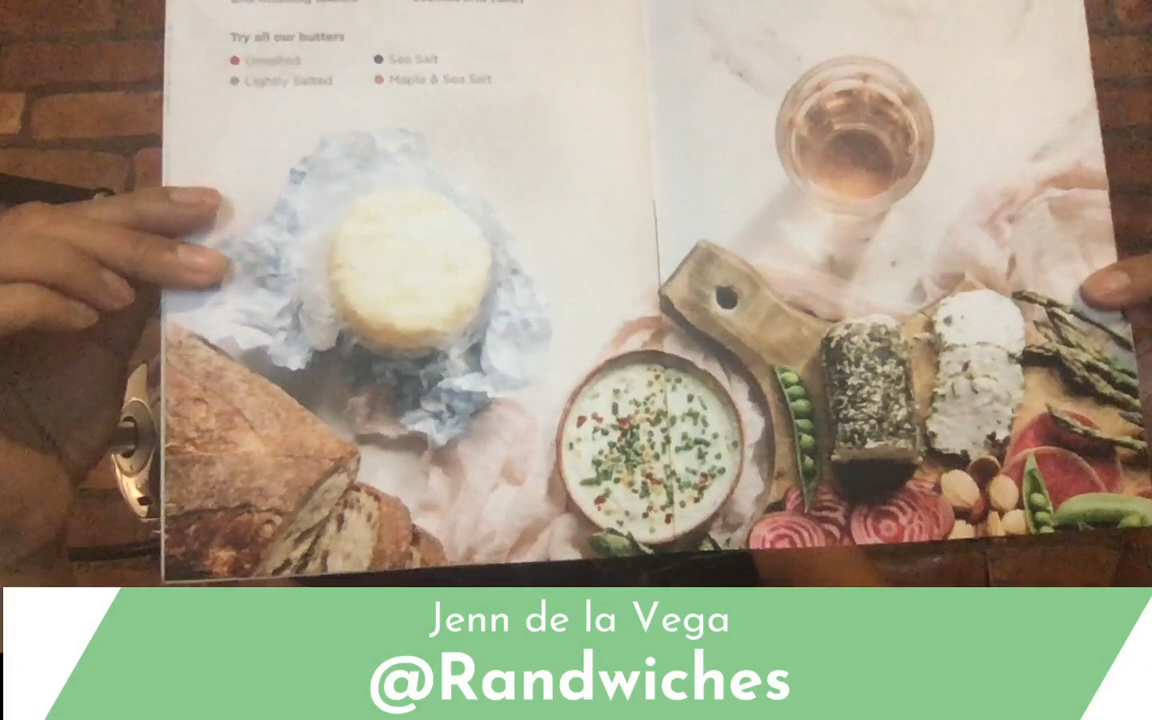 Try all our butters
Unsalted
Sea Salt
Lightly Salted
Maple & Sea Salt
Jenn de la Vega
@Randwiches